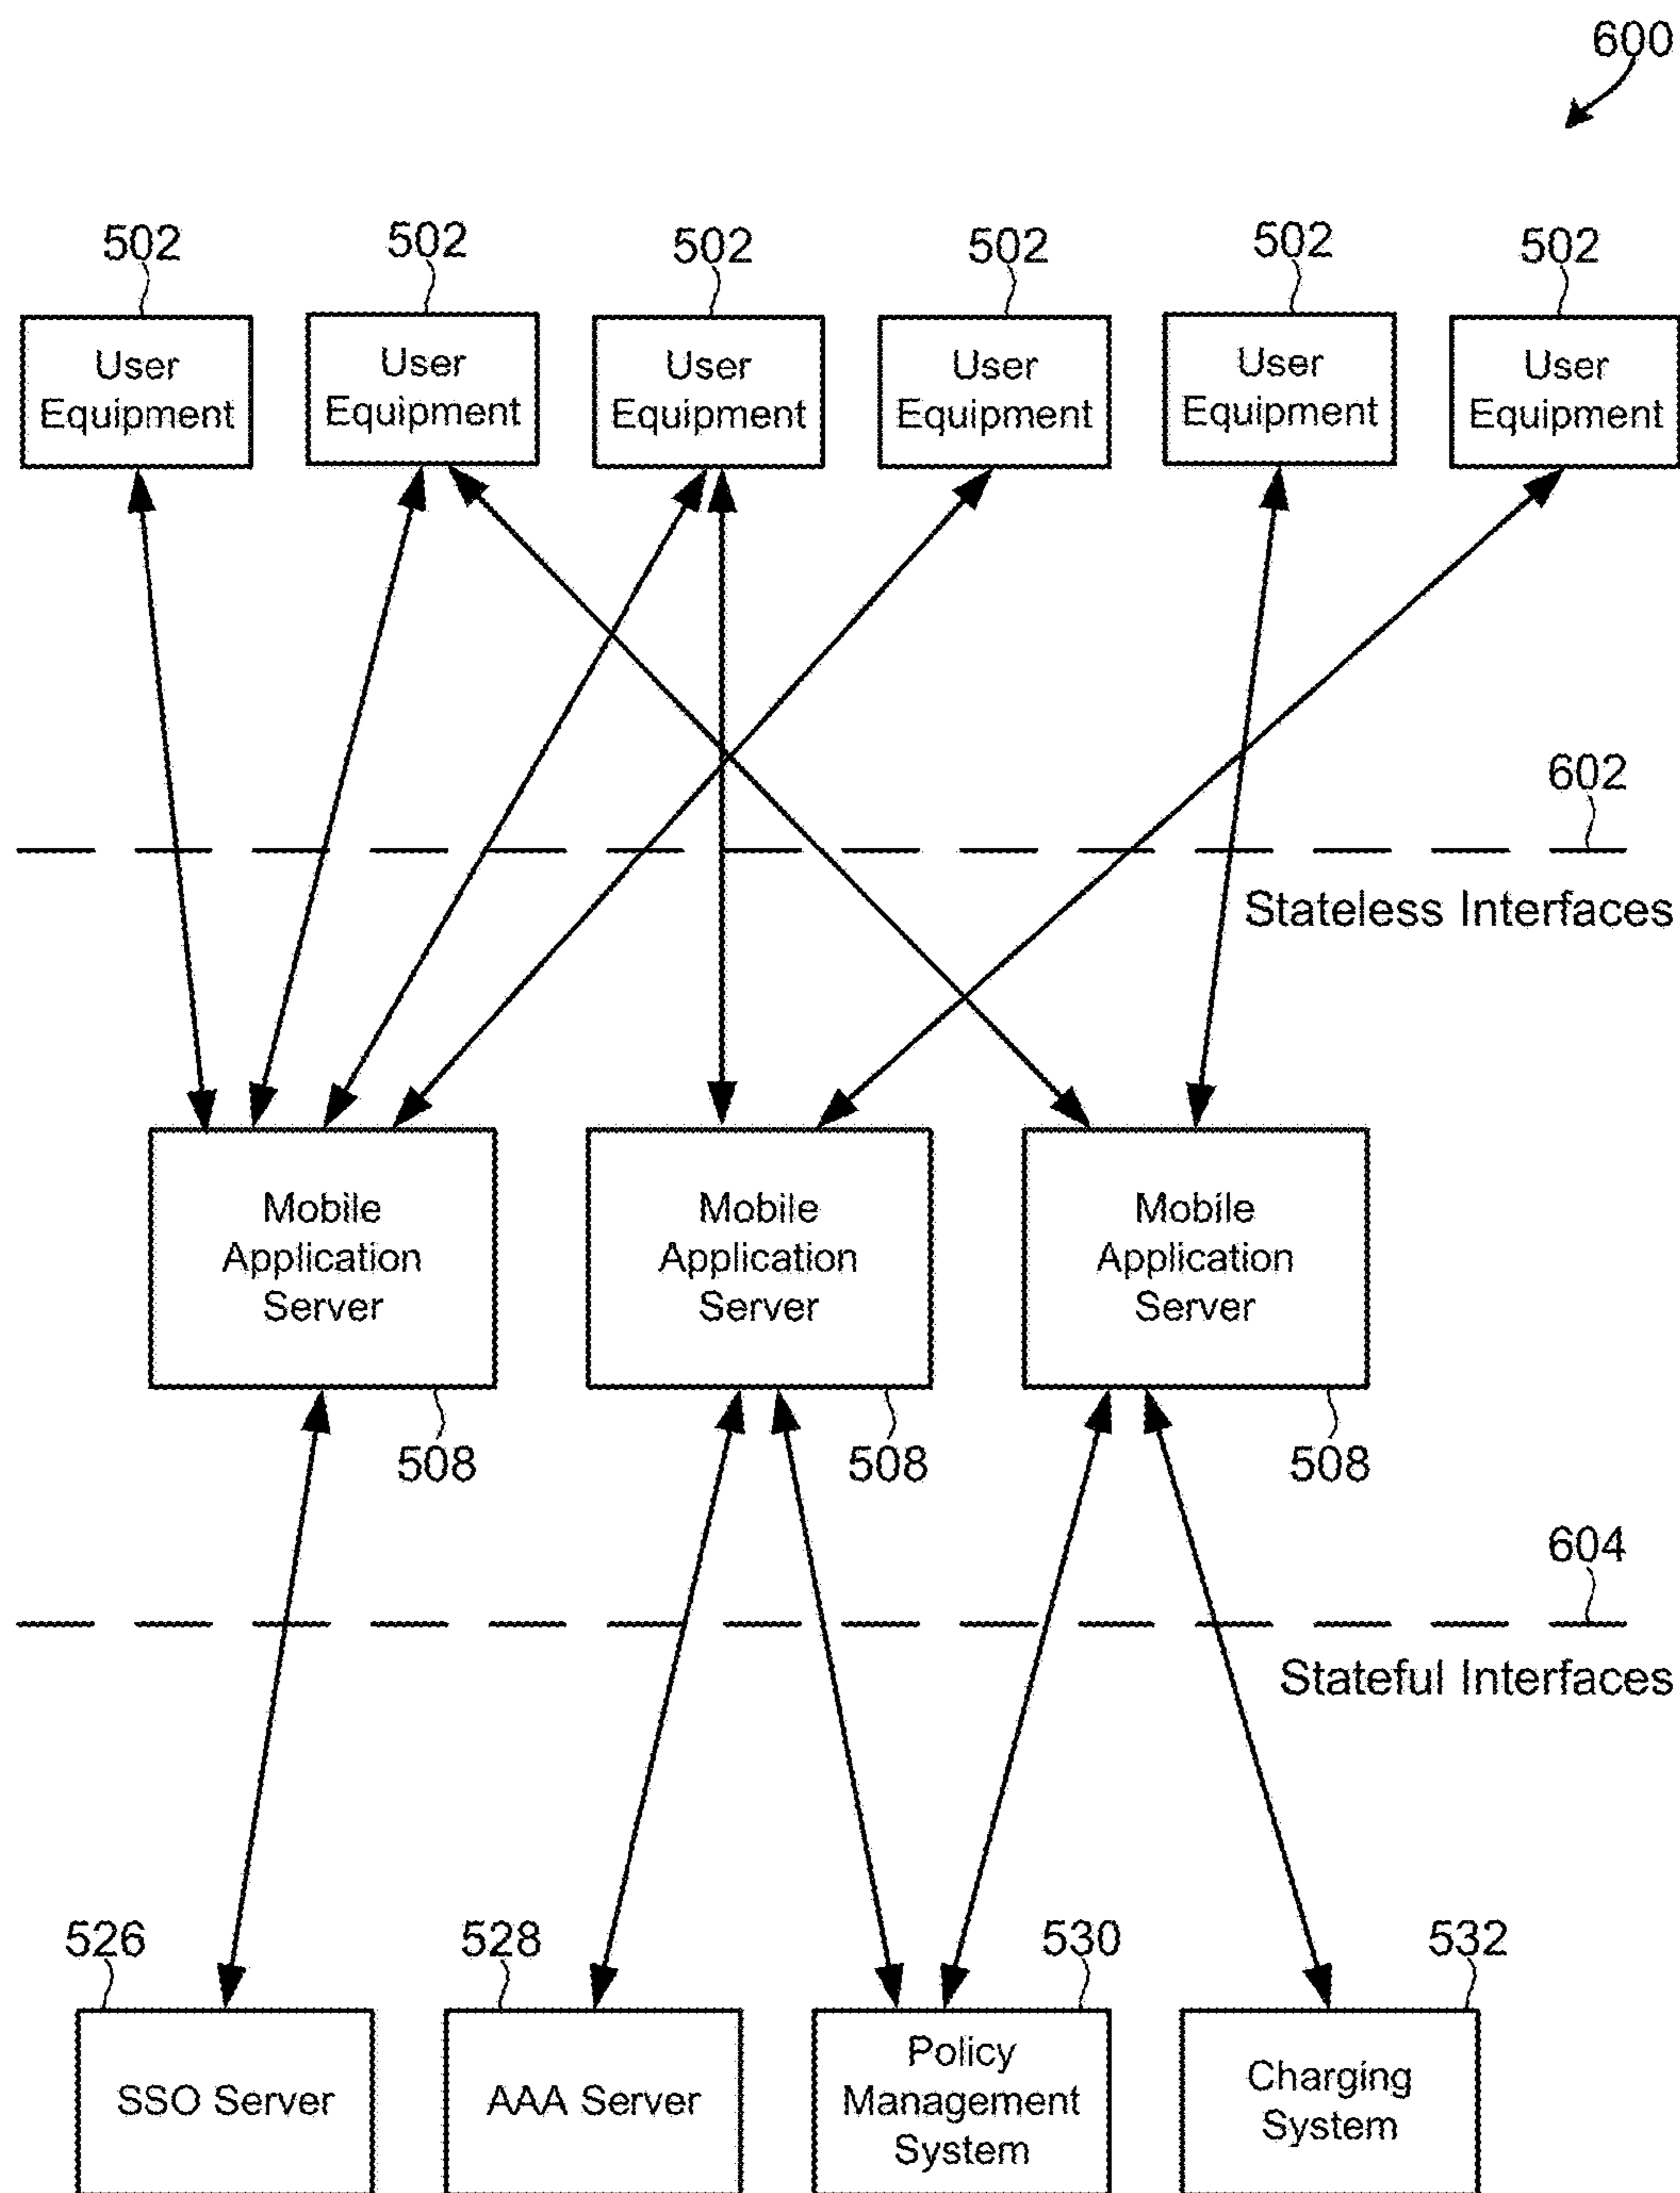 600
502
502
502
502
502
502
User
Equipment
User
Equipment
User
Equipment
User
Equipment
User
Equipment
User
Equipment
602
Stateless Interfaces
Mobile
Application
Server
Mobile
Application
Server
Mobile
Application
Server
508
508
508
604
Stateful Interfaces
526
528
530
532
SSO Server
AAA Server
Policy
Management
System
Charging
System